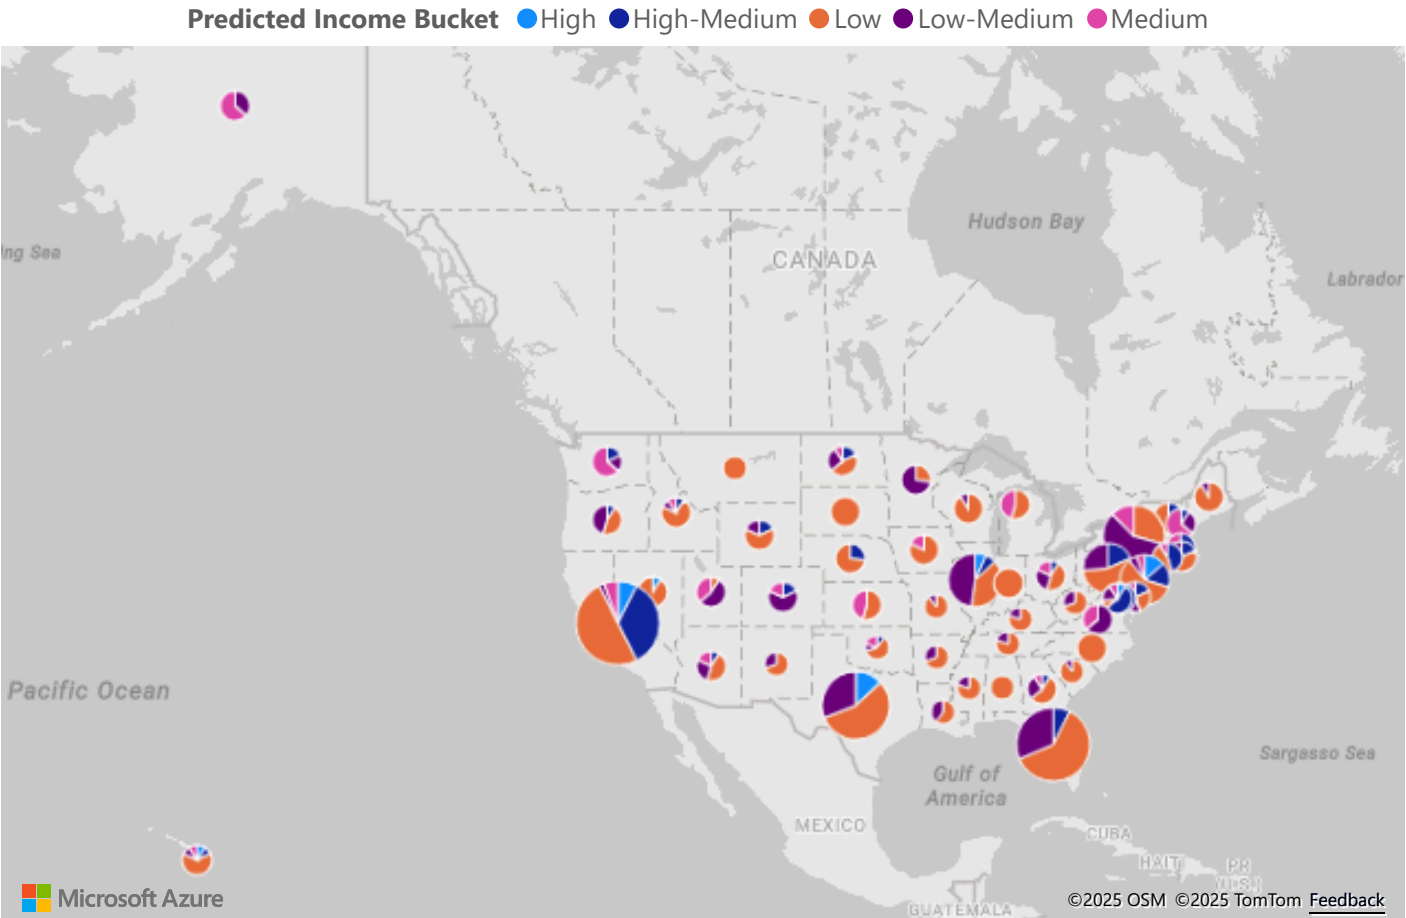 Predicted Income Bucket High High-Medium Low Low-Medium Medium
Hudson Bay
ing Sea
CANADA
Labrador
Pacific Ocean
Sargasso Sea
Gulf of
America
MEXICO
CUBA
HAITI
PR
(U.S.)
Microsoft Azure
©2025 OSM ©2025 TomTom Feedback
GUATEMALA